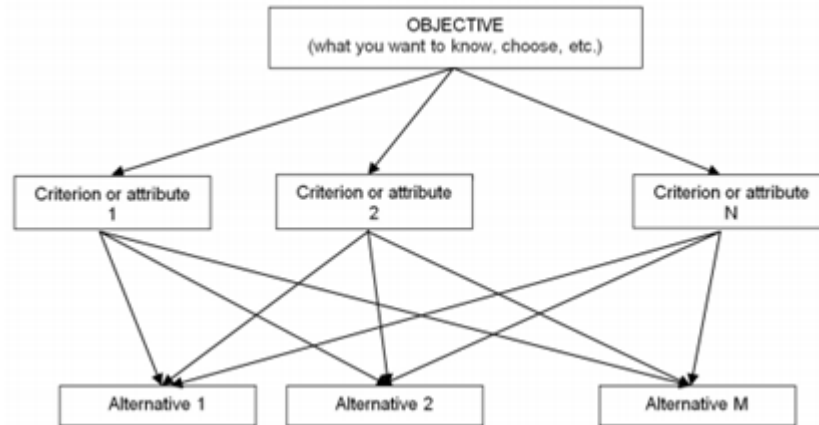 OBJECTIVE
(what you want to know, choose, etc.)
Criterion or attribute
1
Criterion or attribute
2
Criterion or attribute
N
Alternative 1
Alternative 2
Alternative M